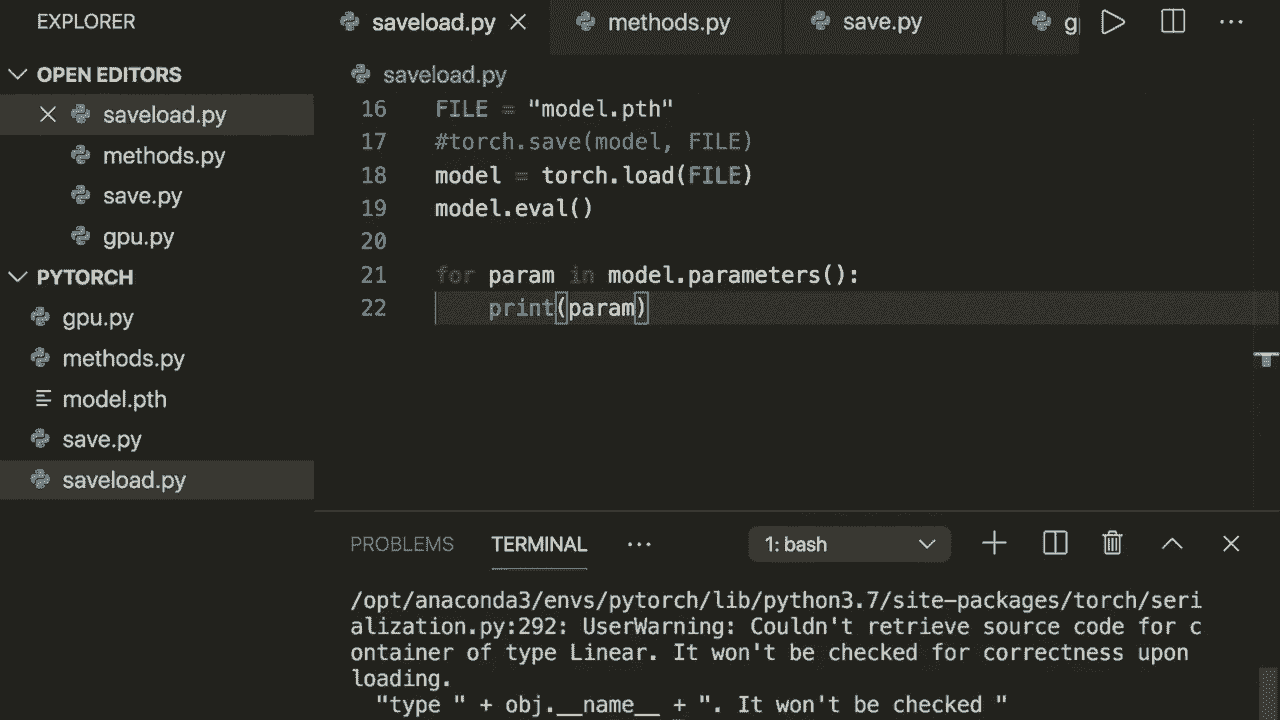 EXPLORER
saveload.py
methods.py
save.py
OPEN EDITORS
saveload.py
methods.py
save.py
gpu.py
PYTORCH
gpu.py
methods.py
model.pth
save.py
saveload.py
saveload.py
16 FILE = "model.pth"
17 #torch.save(model, FILE)
18 model = torch.load(FILE)
19 model.eval()
20
21 for param in model.parameters():
22     print(param)
PROBLEMS TERMINAL ... 1: bash
/opt/anaconda3/envs/pytorch/lib/python3.7/site-packages/torch/seri
alization.py:292: UserWarning: Couldn't retrieve source code for c
ontainer of type Linear. It won't be checked for correctness upon
loading.
  "type " + obj.__name__ + ". It won't be checked "